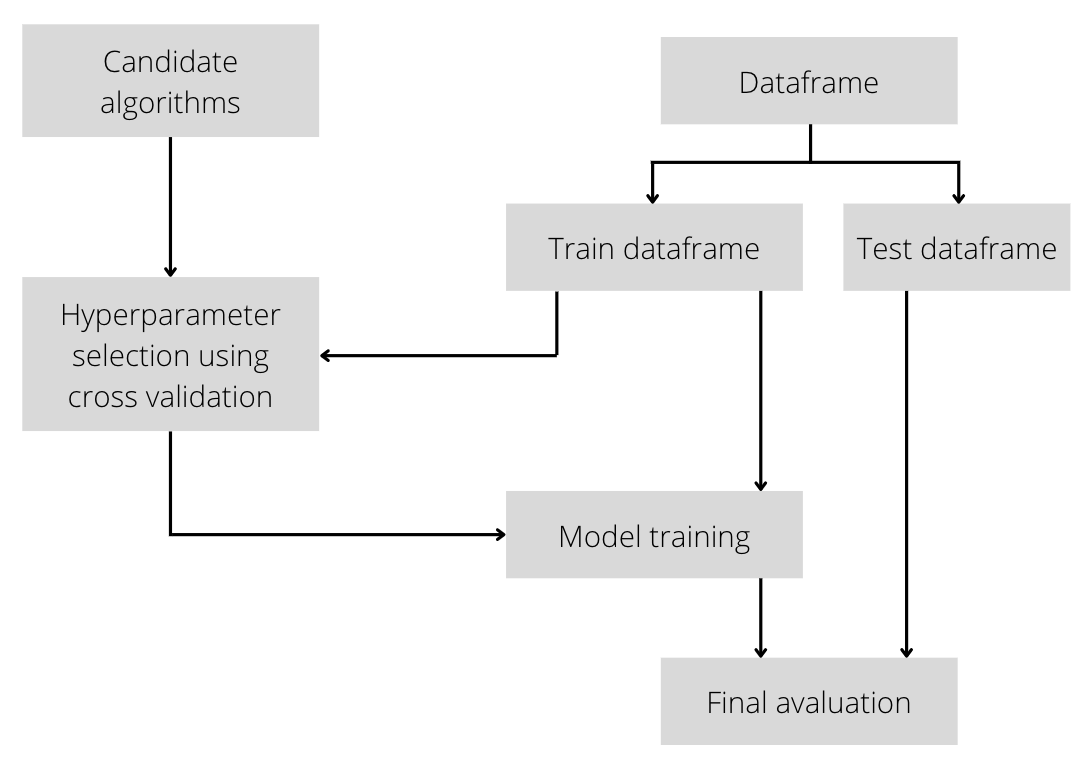 Candidate
algorithms
Dataframe
Train dataframe
Test dataframe
Hyperparameter
selection using
cross validation
Model training
Final avaluation